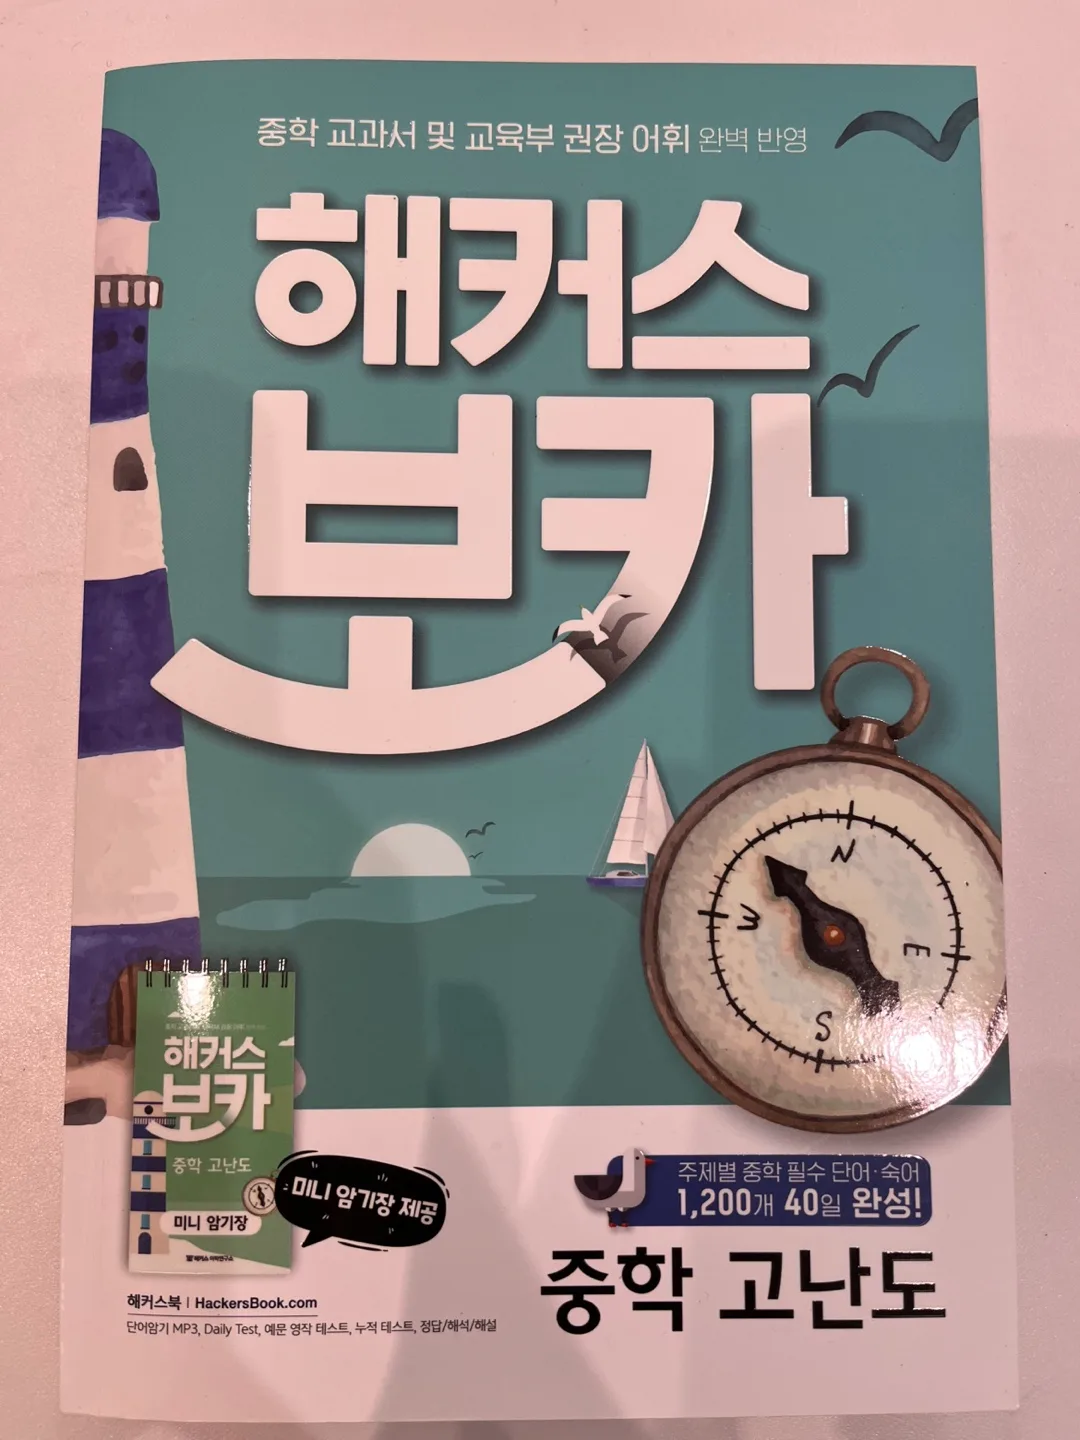 중학 교과서 및 교육부 권장 어휘 완벽 반영
해커스
보카
N
W
E
S
해커스
보카
중학 고난도
미니 암기장
미니 암기장 제공
주제별 중학 필수 단어·숙어
1,200개 40일 완성!
중학 고난도
해커스북 | HackersBook.com
단어암기 MP3, Daily Test, 예문 영작 테스트, 누적 테스트, 정답/해석/해설